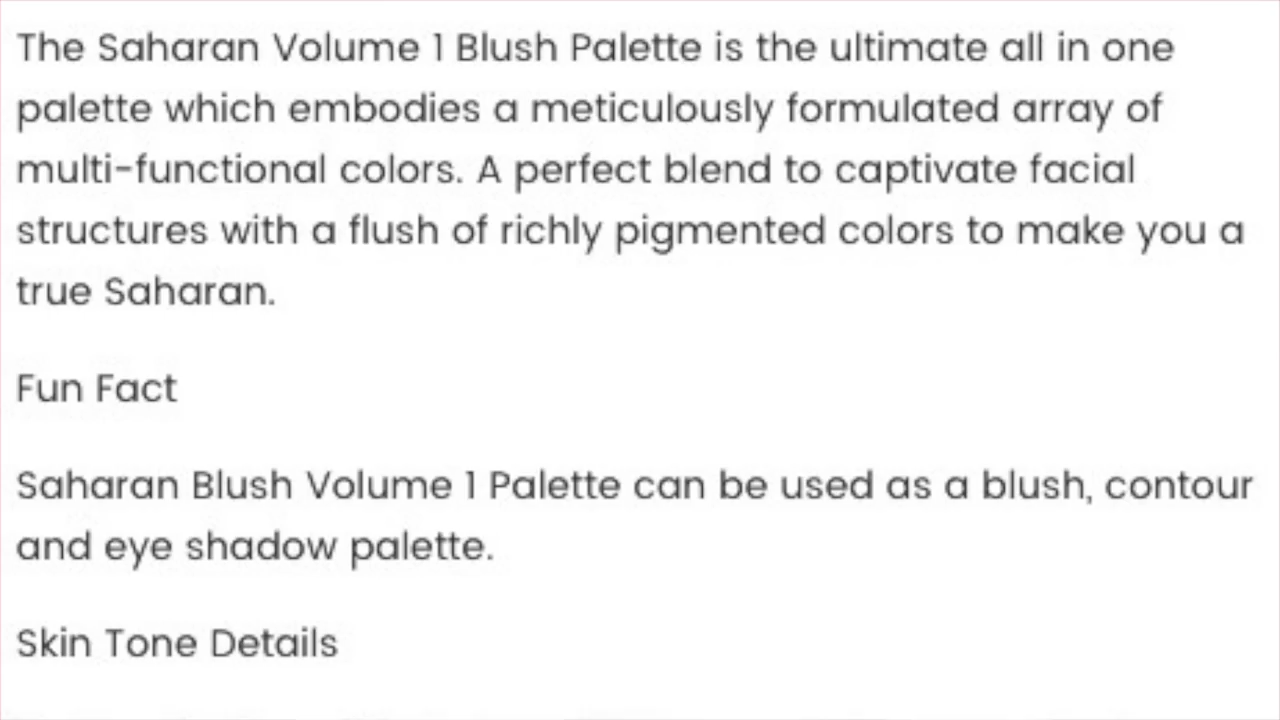 The Saharan Volume 1 Blush Palette is the ultimate all in one
palette which embodies a meticulously formulated array of
multi-functional colors. A perfect blend to captivate facial
structures with a flush of richly pigmented colors to make you a
true Saharan.
Fun Fact
Saharan Blush Volume 1 Palette can be used as a blush, contour
and eye shadow palette.
Skin Tone Details